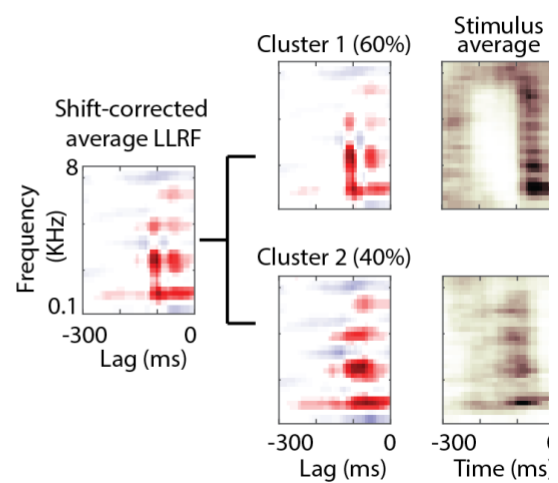 Stimulus
average
Cluster 1 (60%)
Shift-corrected
average LLRF
8
Frequency
(KHz)
0.1
-300 0
Lag (ms)
Cluster 2 (40%)
-300 0
Lag (ms)
-300
Time (ms)